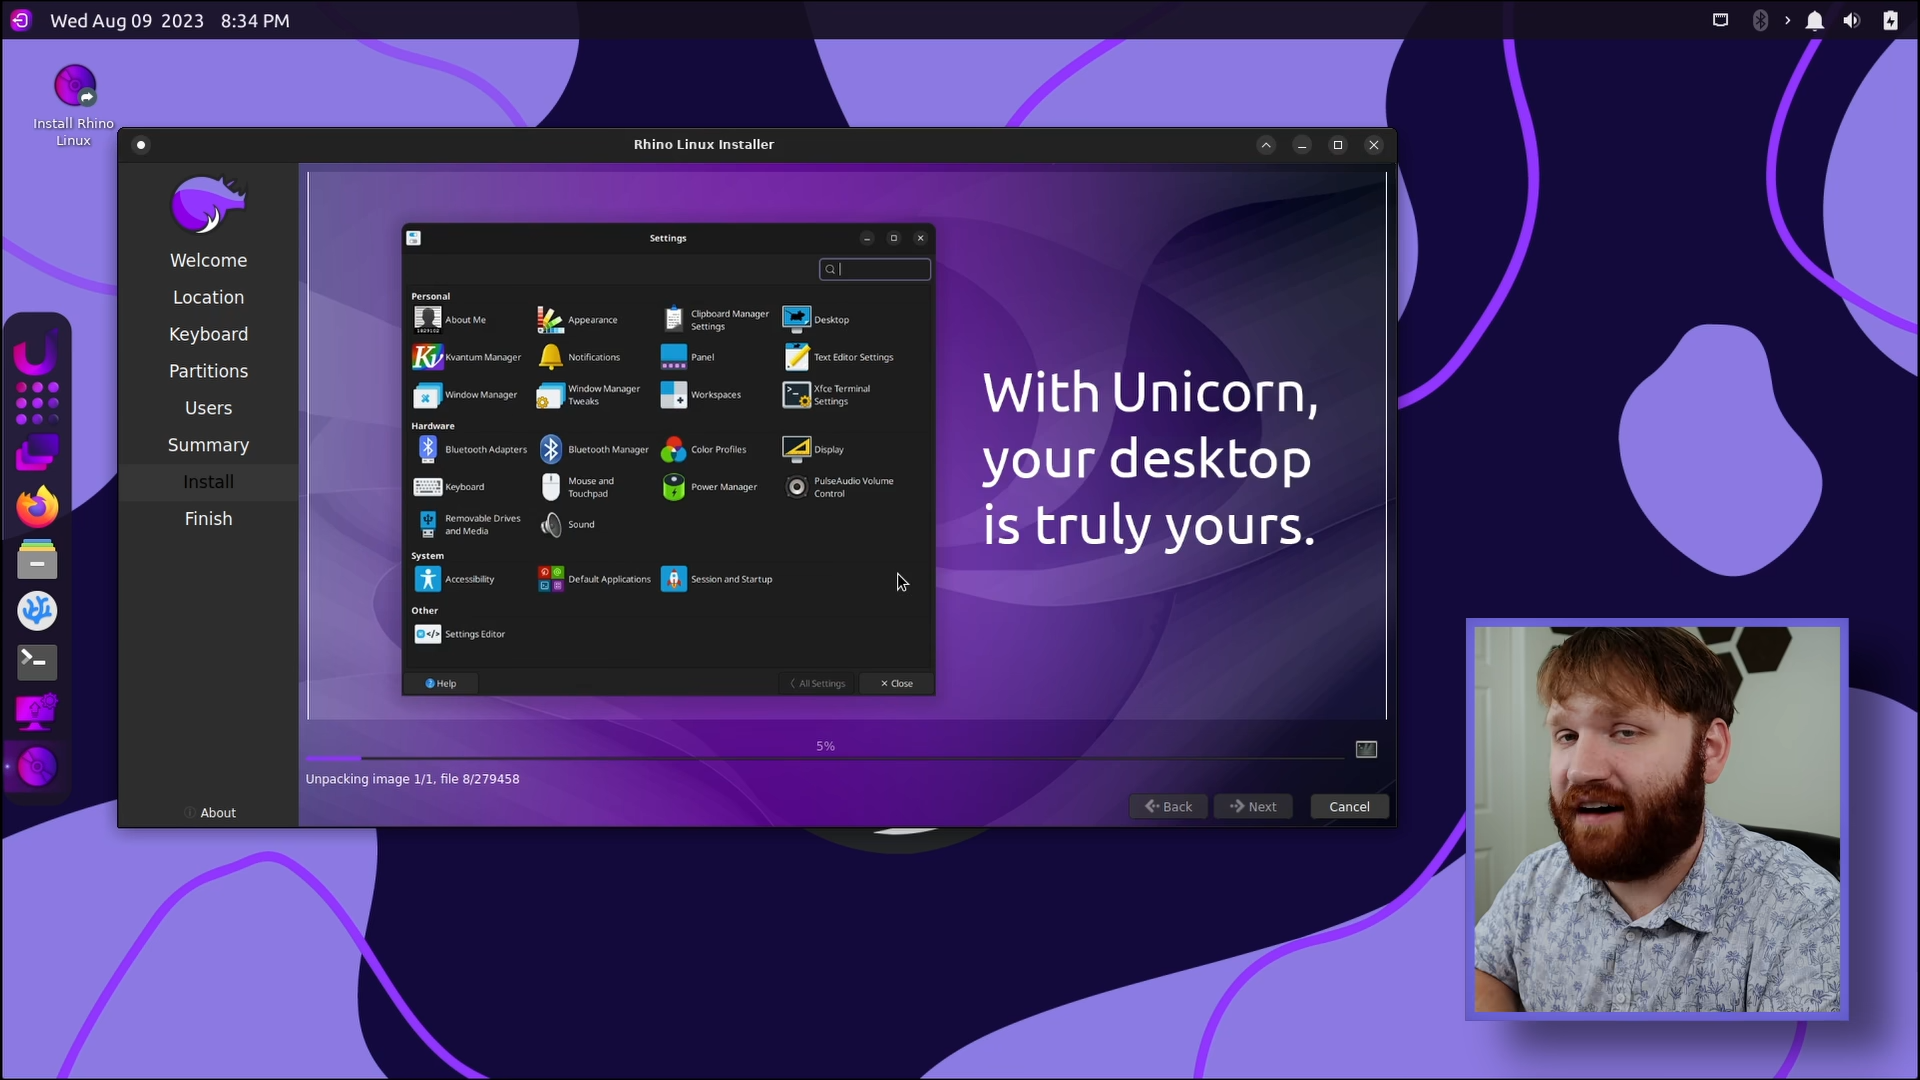 Wed Aug 09 2023 8:34 PM
Install Rhino
Linux
Rhino Linux Installer
Welcome
Location
Keyboard
Partitions
Users
Summary
Install
Finish
About
Settings
Personal
About Me
Appearance
Clipboard Manager
Settings
Desktop
Kv
Kvantum Manager
Notifications
Panel
Text Editor Settings
Window Manager
Window Manager
Tweaks
Workspaces
Xfce Terminal
Settings
Hardware
Bluetooth Adapters
Bluetooth Manager
Color Profiles
Display
Keyboard
Mouse and
Touchpad
Power Manager
PulseAudio Volume
Control
Removable Drives
and Media
Sound
System
Accessibility
Default Applications
Session and Startup
Other
Settings Editor
Help
All Settings
Close
With Unicorn,
your desktop
is truly yours.
5%
Unpacking image 1/1, file 8/279458
Back
Next
Cancel